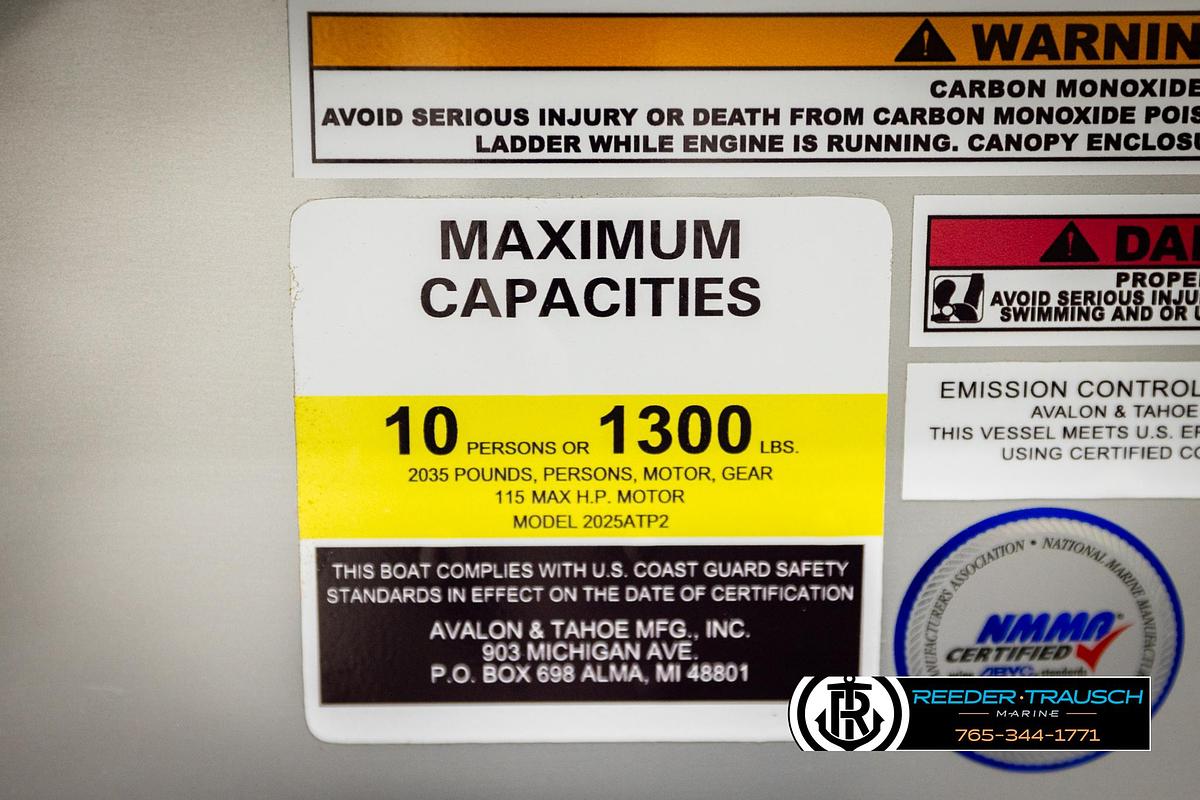 WARNIN
CARBON MONOXIDE
AVOID SERIOUS INJURY OR DEATH FROM CARBON MONOXIDE POIS
LADDER WHILE ENGINE IS RUNNING. CANOPY ENCLOSU
MAXIMUM
CAPACITIES
10 PERSONS OR 1300 LBS.
2035 POUNDS, PERSONS, MOTOR, GEAR
115 MAX H.P. MOTOR
MODEL 2025ATP2
THIS BOAT COMPLIES WITH U.S. COAST GUARD SAFETY
STANDARDS IN EFFECT ON THE DATE OF CERTIFICATION
AVALON & TAHOE MFG., INC.
903 MICHIGAN AVE.
P.O. BOX 698 ALMA, MI 48801
DAN
PROPE
AVOID SERIOUS INJU
SWIMMING AND OR U
EMISSION CONTROL
AVALON & TAHOE
THIS VESSEL MEETS U.S. EP
USING CERTIFIED CO
MANUFACTURERS ASSOCIATION • NATIONAL MARINE MANUFACT
NMMA
CERTIFIED
using ABYC standards
REEDER·TRAUSCH
MARINE
765-344-1771